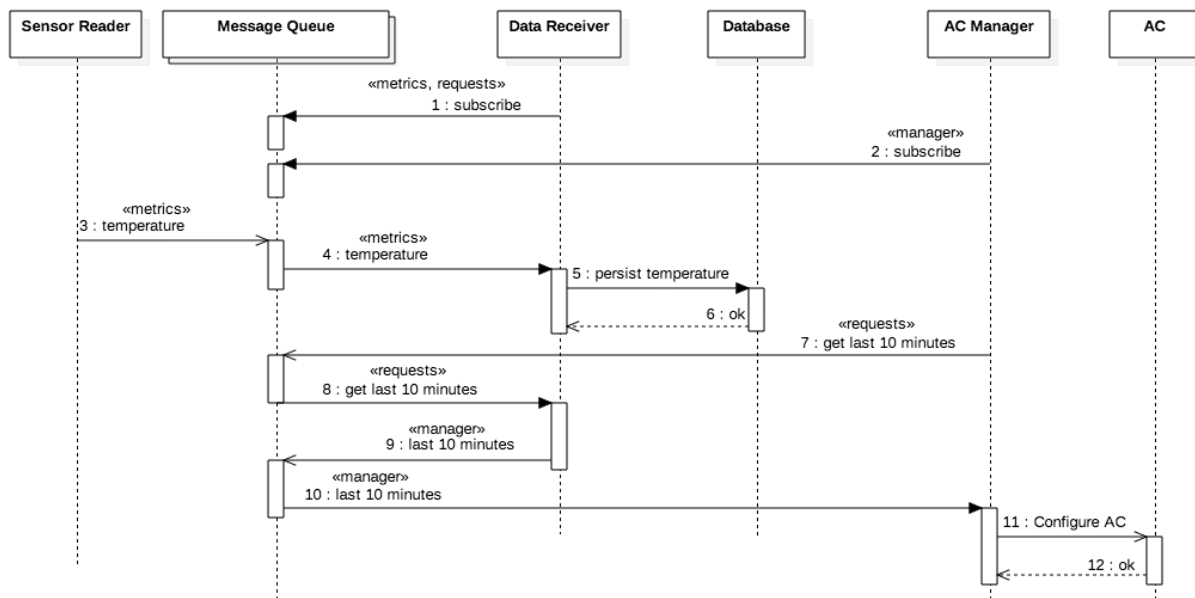 Sensor Reader
Message Queue
Data Receiver
Database
AC Manager
AC
«metrics, requests»
1 : subscribe
«manager»
2 : subscribe
«metrics»
3 : temperature
«metrics»
4 : temperature
5 : persist temperature
6 : ok
«requests»
7 : get last 10 minutes
«requests»
8 : get last 10 minutes
«manager»
9 : last 10 minutes
«manager»
10 : last 10 minutes
11 : Configure AC
12 : ok